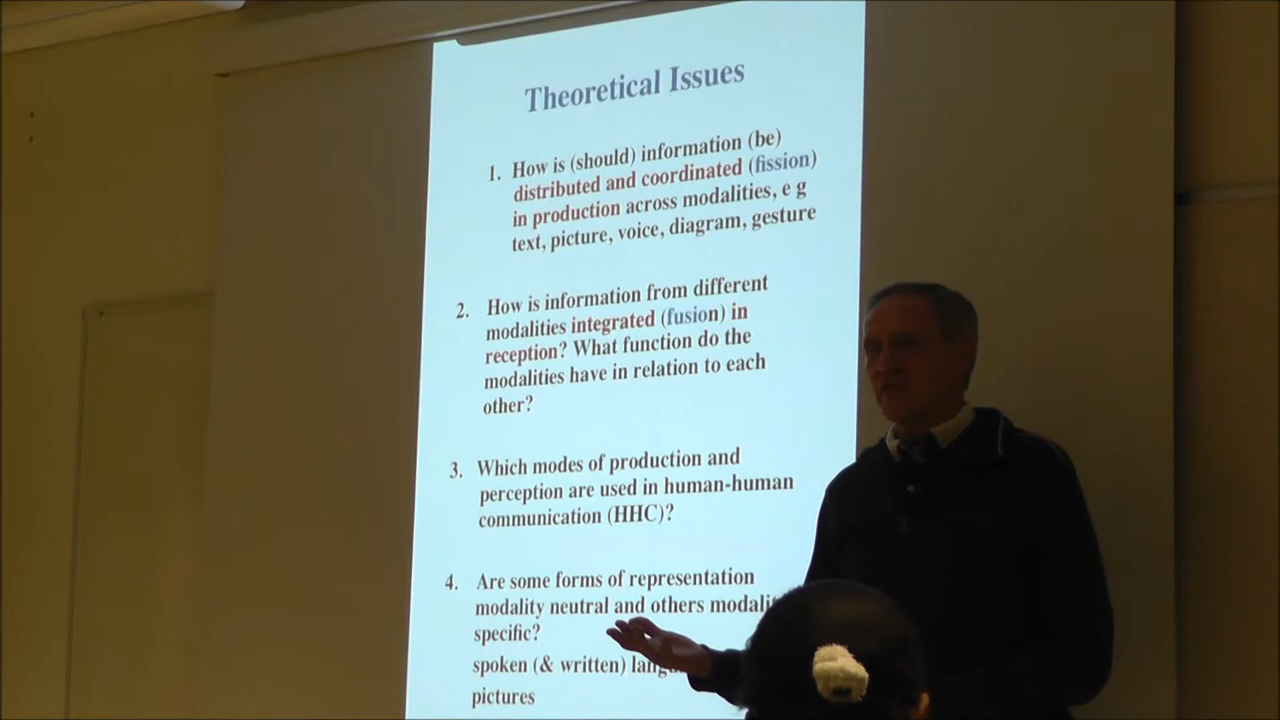 Theoretical Issues
1. How is (should) information (be)
distributed and coordinated (fission)
in production across modalities, e g
text, picture, voice, diagram, gesture
2. How is information from different
modalities integrated (fusion) in
reception? What function do the
modalities have in relation to each
other?
3. Which modes of production and
perception are used in human-human
communication (HHC)?
4. Are some forms of representation
modality neutral and others
specific?
spoken (& written)
pictures